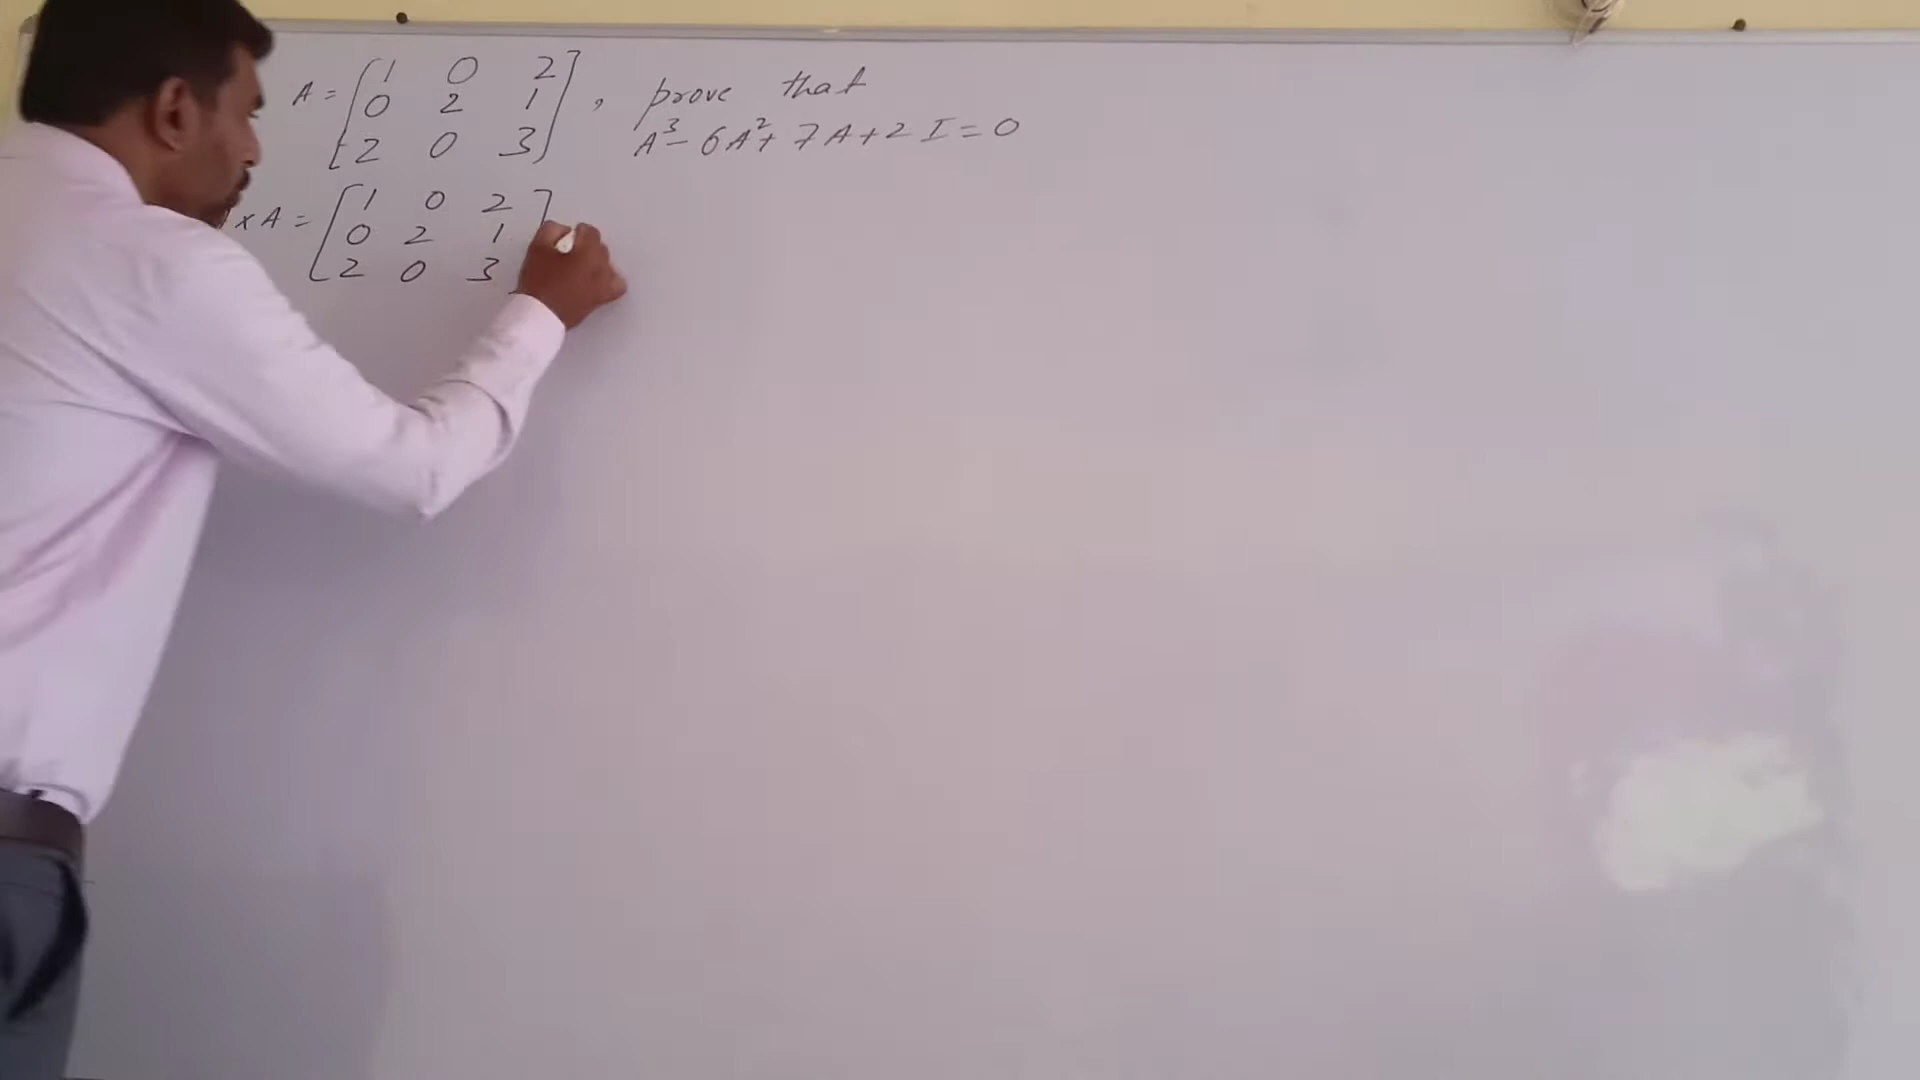 A = [1 0 2
0 2 1
2 0 3] , prove that
A³ - 6A² + 7A + 2I = 0
x A = [1 0 2
0 2 1
2 0 3]